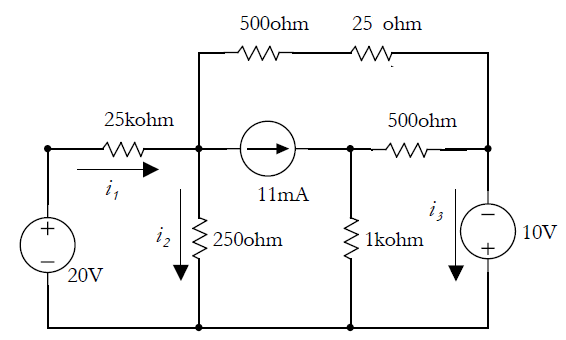 500ohm 25 ohm
25kohm 500ohm
i1 11mA
i2 250ohm 1kohm i3 10V
+ − − +
20V